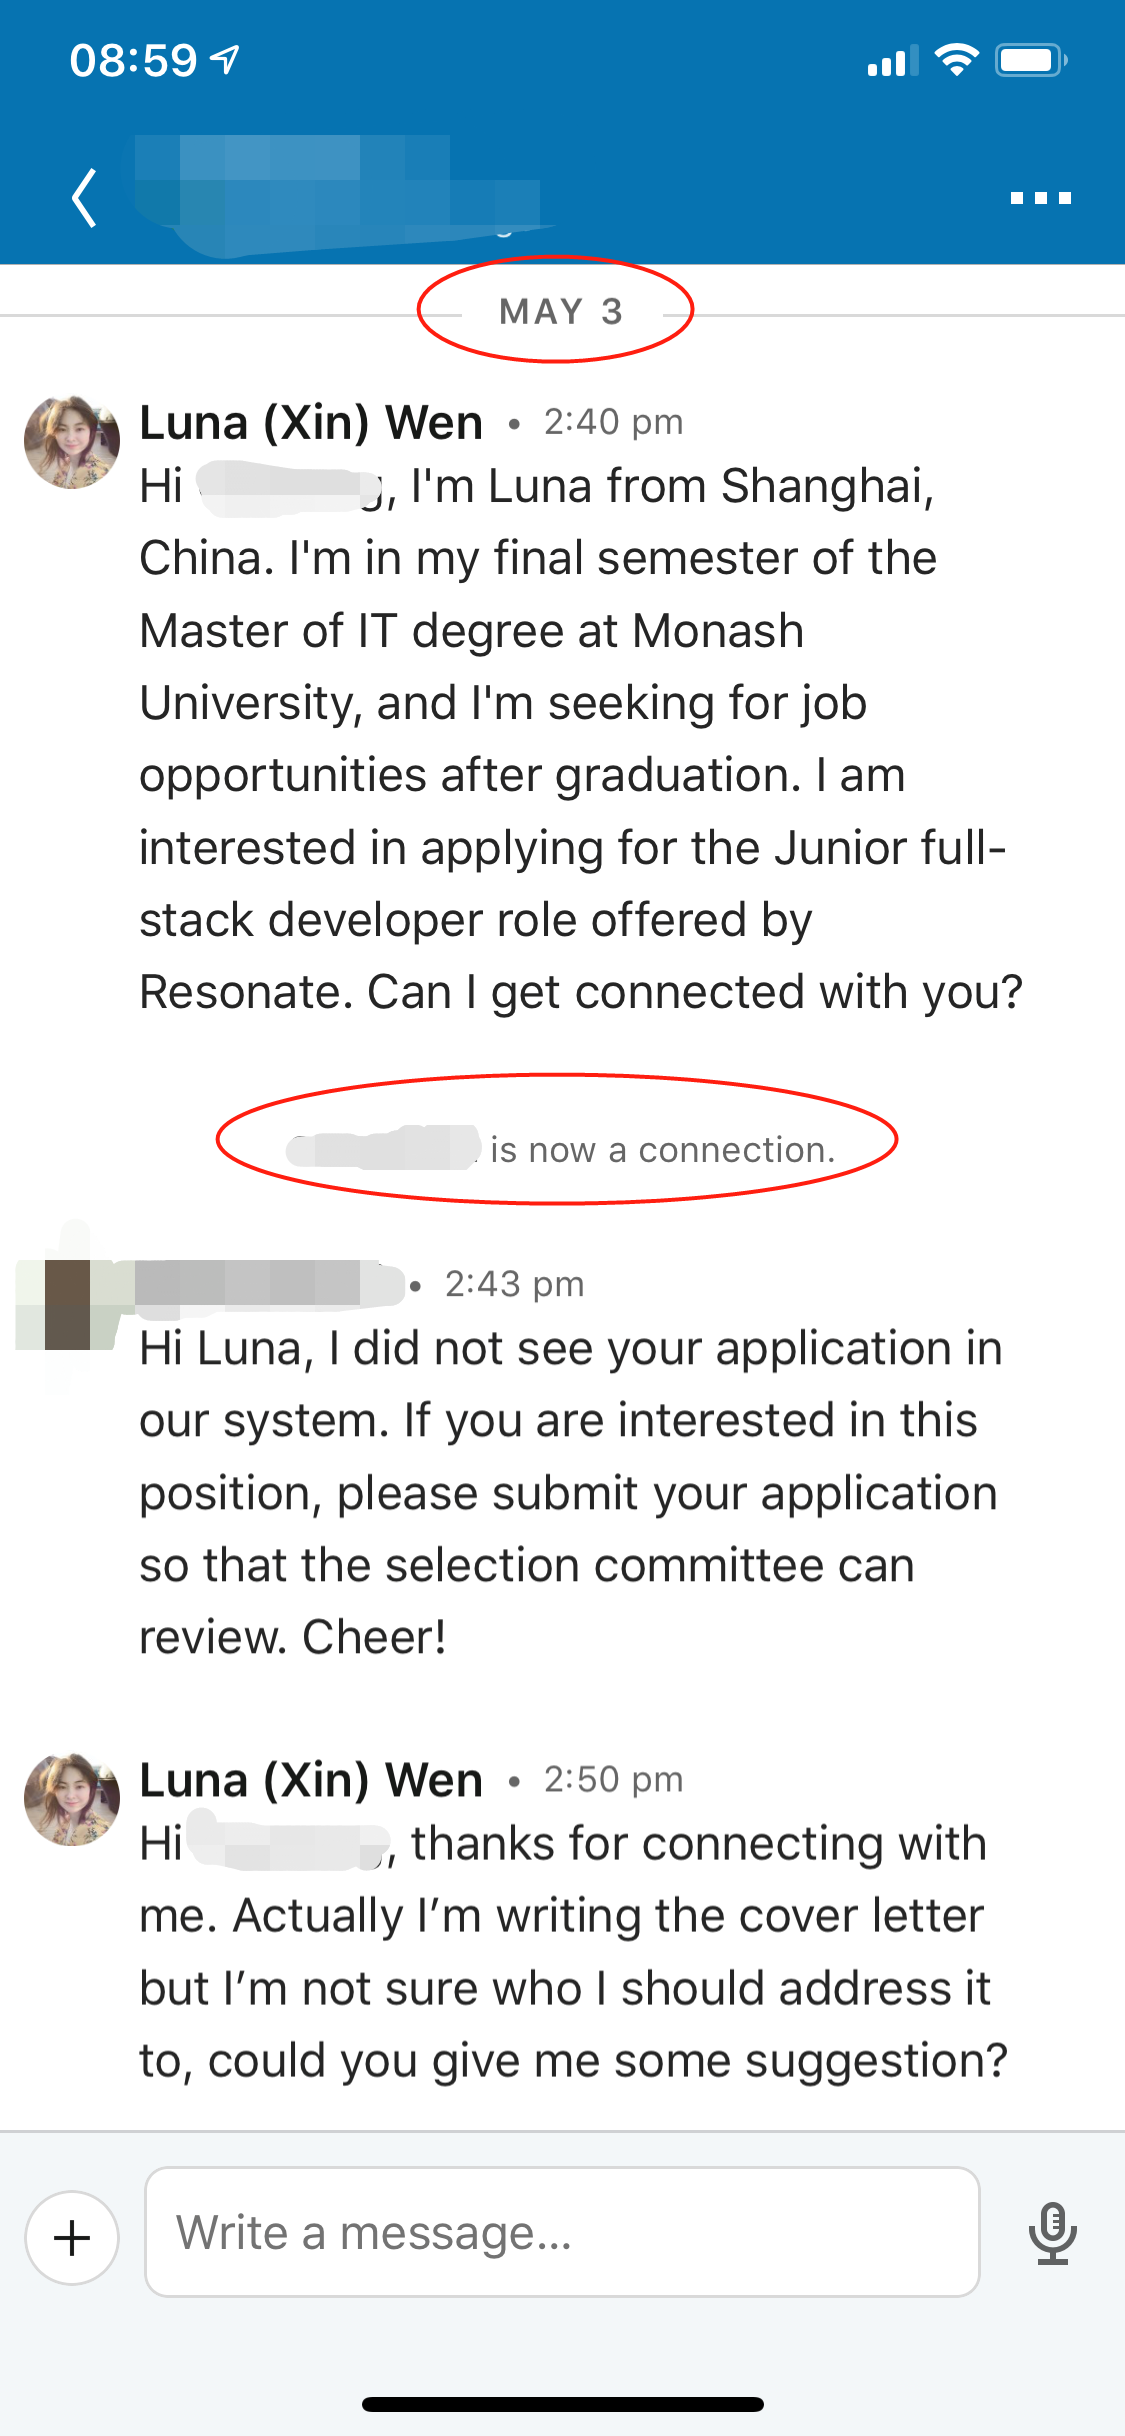 08:59
MAY 3
Luna (Xin) Wen • 2:40 pm
Hi , I'm Luna from Shanghai,
China. I'm in my final semester of the
Master of IT degree at Monash
University, and I'm seeking for job
opportunities after graduation. I am
interested in applying for the Junior full-
stack developer role offered by
Resonate. Can I get connected with you?
is now a connection.
• 2:43 pm
Hi Luna, I did not see your application in
our system. If you are interested in this
position, please submit your application
so that the selection committee can
review. Cheer!
Luna (Xin) Wen • 2:50 pm
Hi , thanks for connecting with
me. Actually I’m writing the cover letter
but I’m not sure who I should address it
to, could you give me some suggestion?
Write a message...